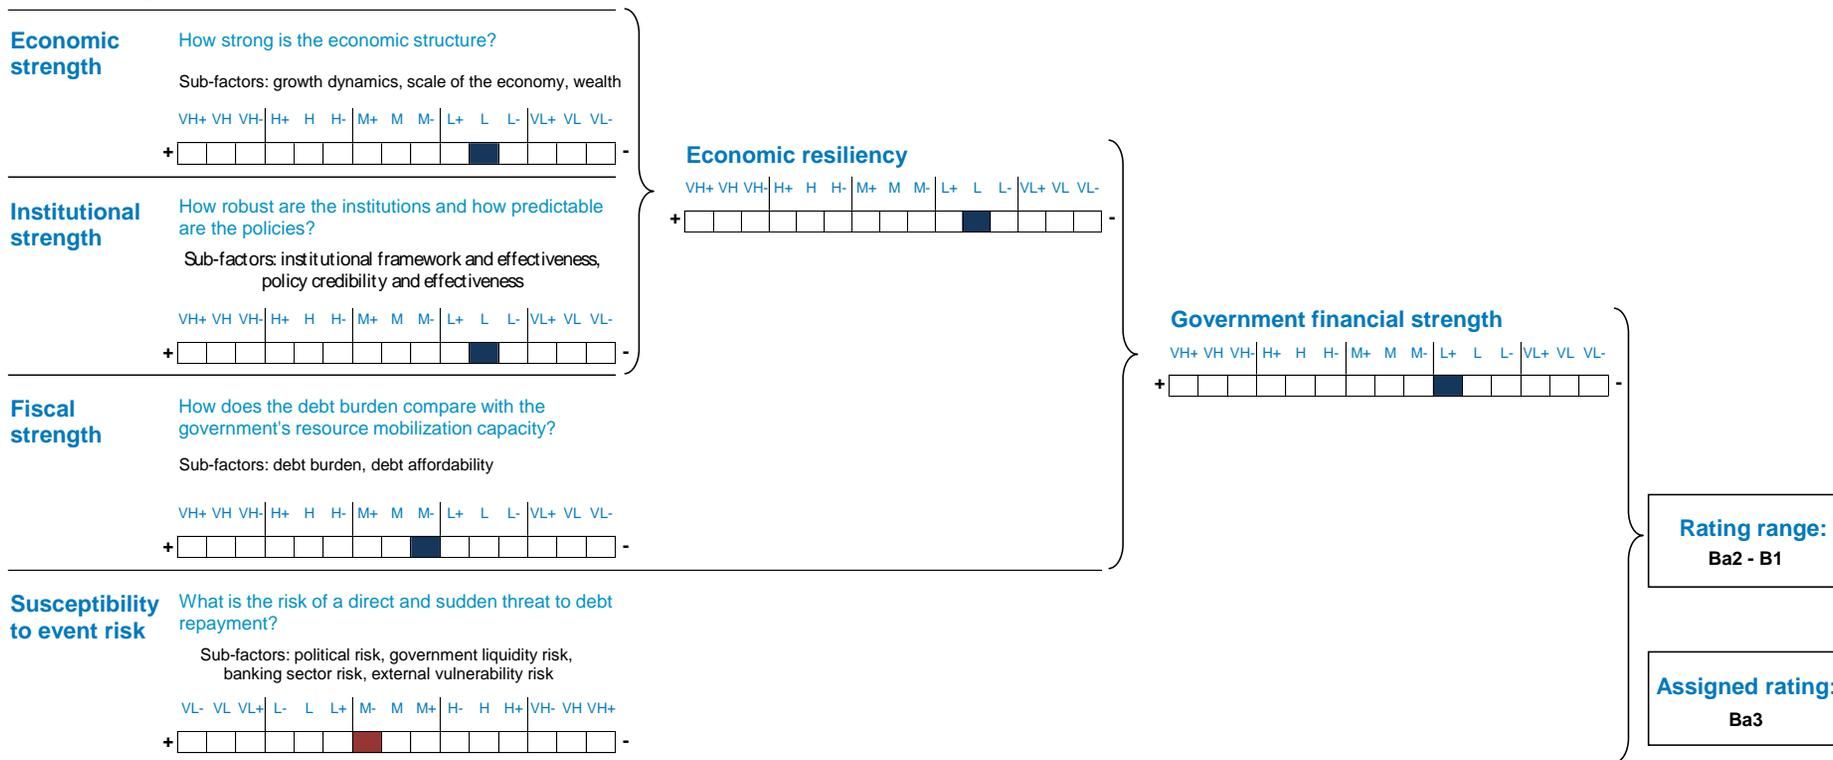 Economic
strength
How strong is the economic structure?
Sub-factors: growth dynamics, scale of the economy, wealth
VH+ VH VH- H+ H H- M+ M M- L+ L L- VL+ VL VL-
+ -
Institutional
strength
How robust are the institutions and how predictable
are the policies?
Sub-factors: institutional framework and effectiveness,
policy credibility and effectiveness
VH+ VH VH- H+ H H- M+ M M- L+ L L- VL+ VL VL-
+ -
Economic resiliency
VH+ VH VH- H+ H H- M+ M M- L+ L L- VL+ VL VL-
+ -
Fiscal
strength
How does the debt burden compare with the
government's resource mobilization capacity?
Sub-factors: debt burden, debt affordability
VH+ VH VH- H+ H H- M+ M M- L+ L L- VL+ VL VL-
+ -
Government financial strength
VH+ VH VH- H+ H H- M+ M M- L+ L L- VL+ VL VL-
+ -
Susceptibility
to event risk
What is the risk of a direct and sudden threat to debt
repayment?
Sub-factors: political risk, government liquidity risk,
banking sector risk, external vulnerability risk
VL- VL VL+ L- L L+ M- M M+ H- H H+ VH- VH VH+
+ -
Rating range:
Ba2 - B1
Assigned rating:
Ba3